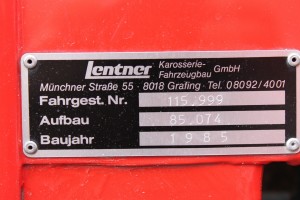 Lentner Karosserie-
Fahrzeugbau GmbH
Münchner Straße 55 · 8018 Grafing · Tel. 08092/4001
Fahrgest. Nr. 115.999
Aufbau 85.074
Baujahr 1985